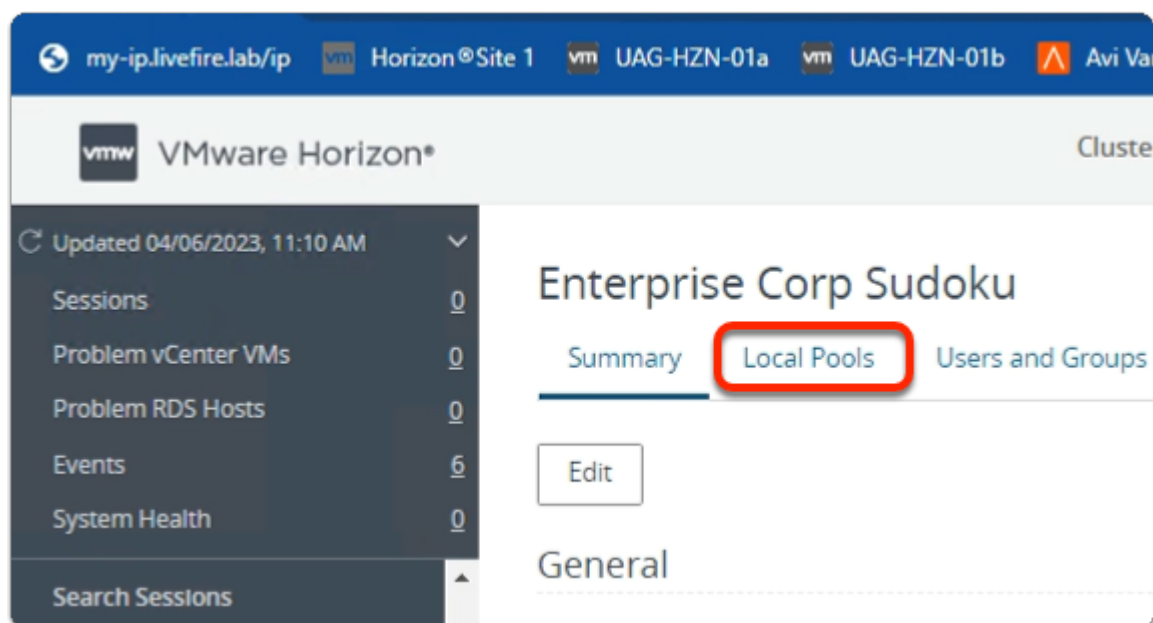 my-ip.livefire.lab/ip vm Horizon®Site 1 vm UAG-HZN-01a vm UAG-HZN-01b Avi
vmw VMware Horizon®
Updated 04/06/2023, 11:10 AM
Sessions 0
Problem vCenter VMs 0
Problem RDS Hosts 0
Events 6
System Health 0
Search Sessions
Enterprise Corp Sudoku
Summary Local Pools Users and Groups
Edit
General